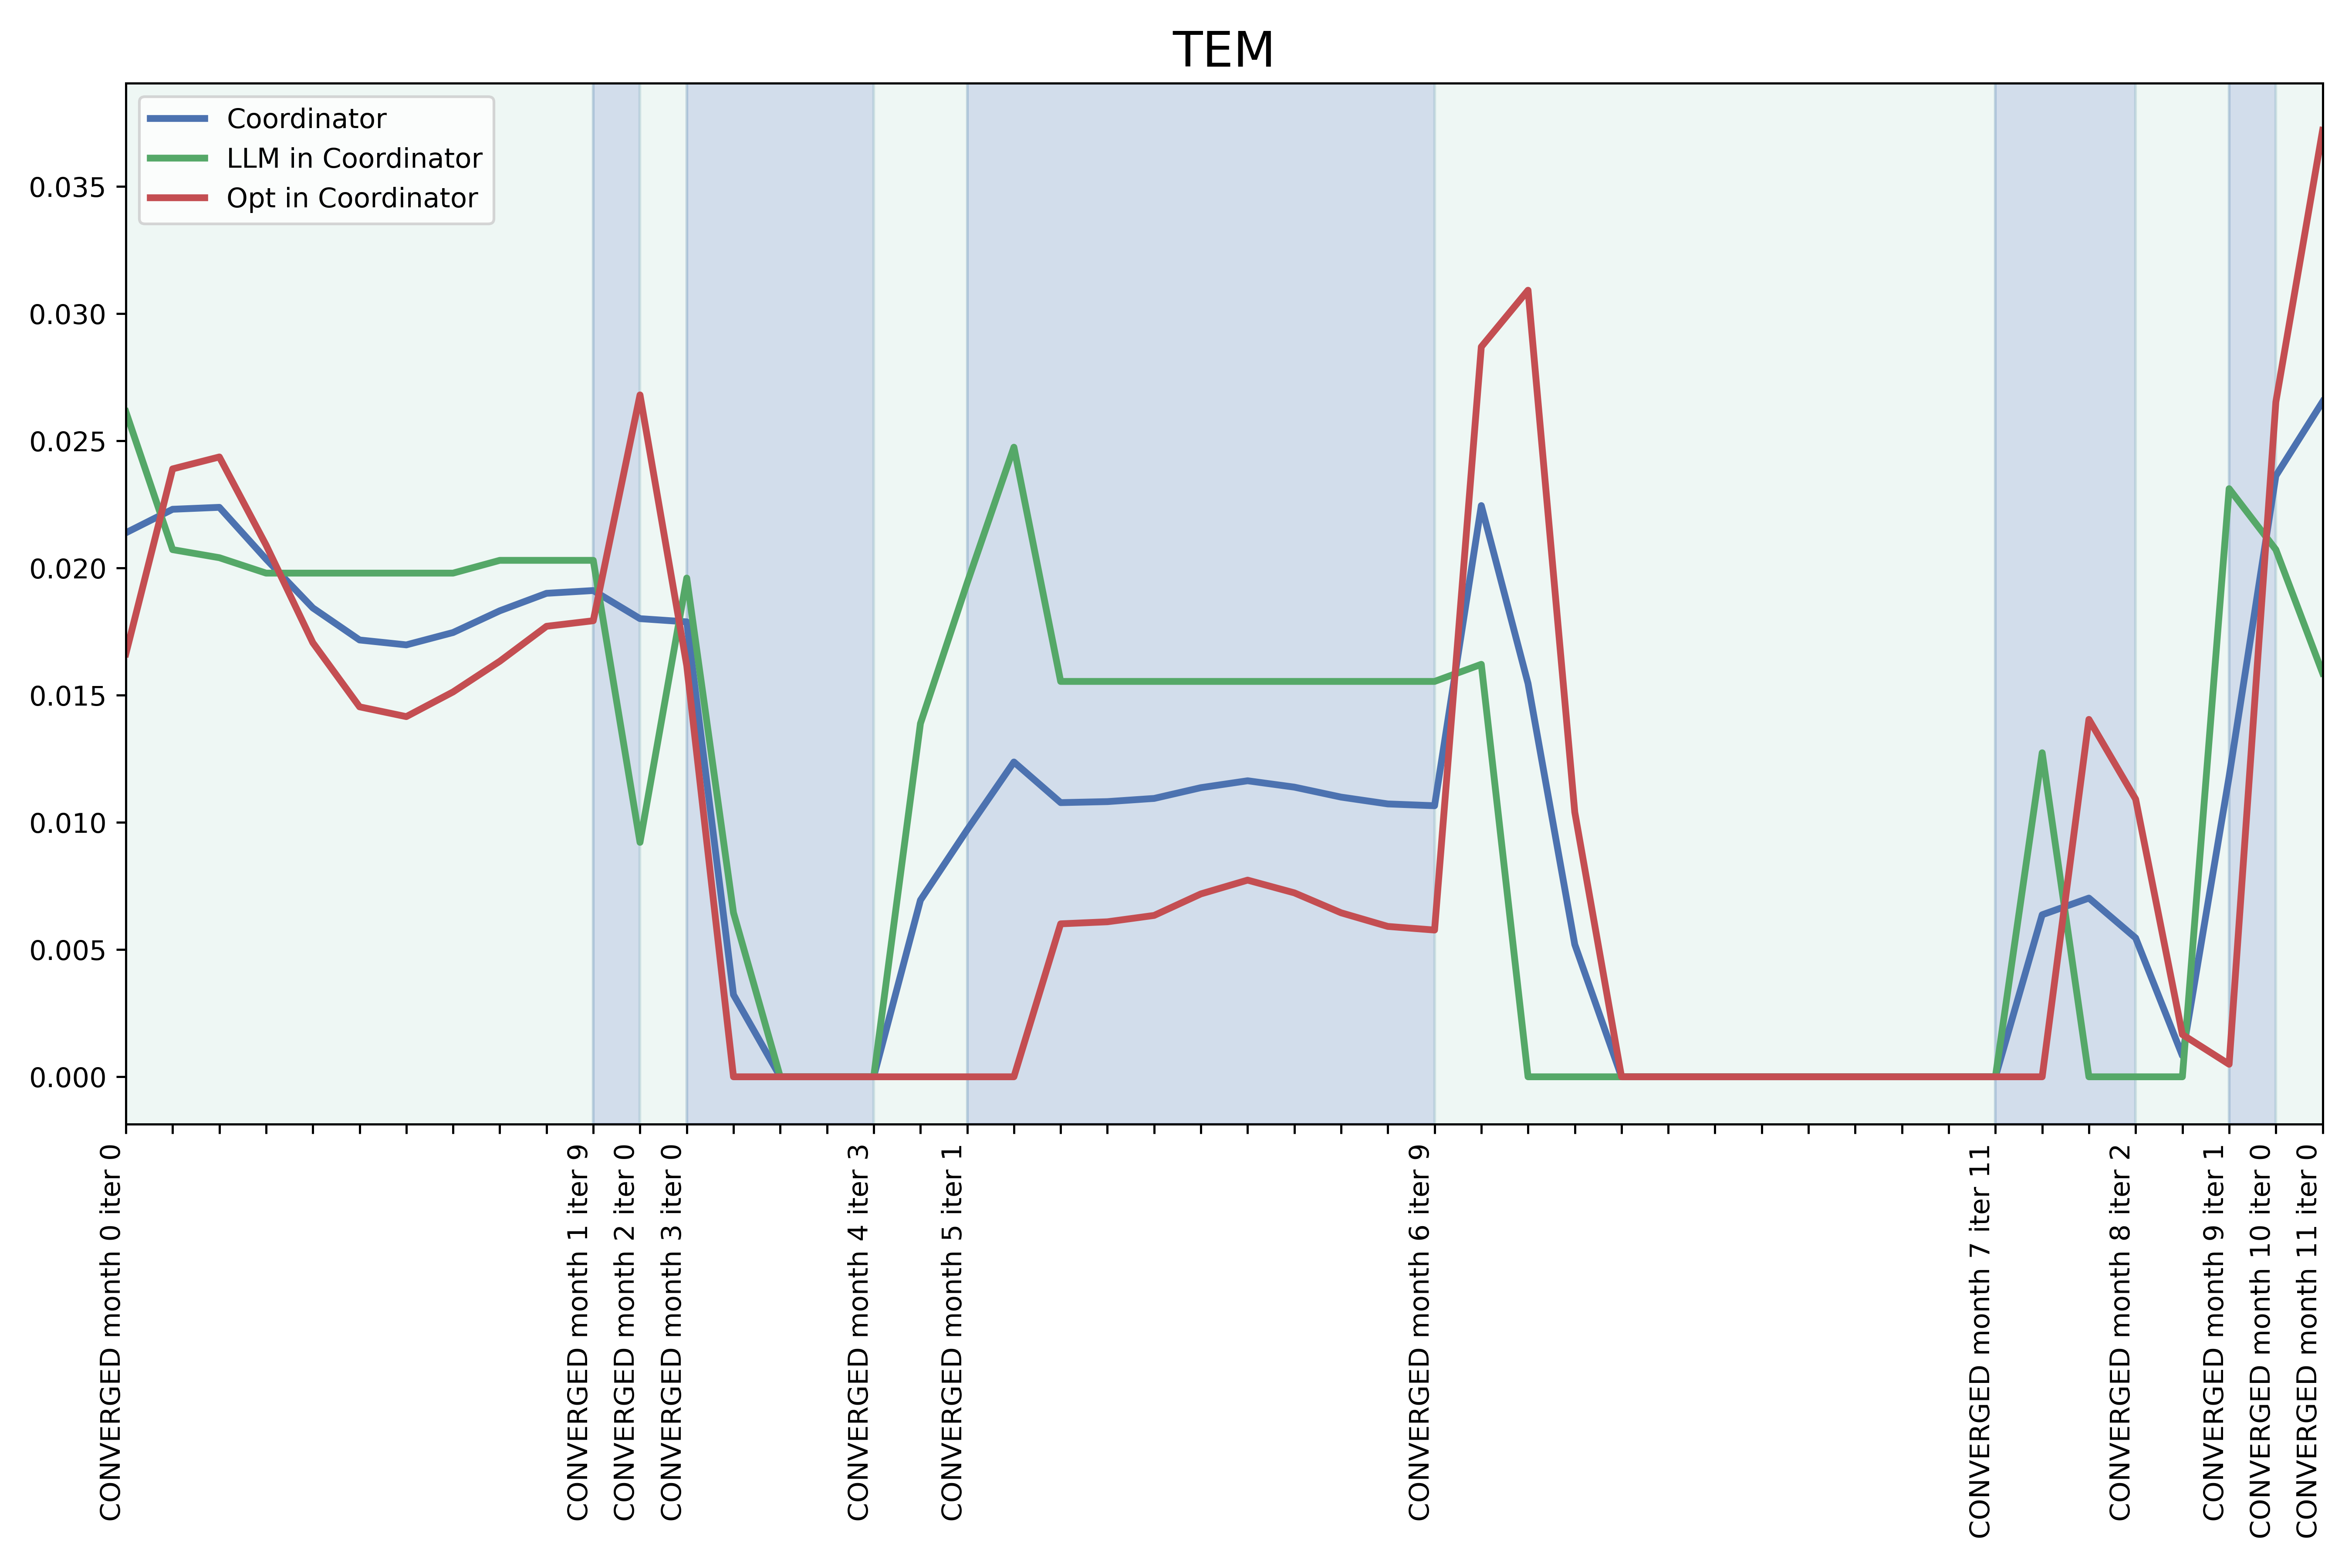 TEM
Coordinator
LLM in Coordinator
Opt in Coordinator
0.035
0.030
0.025
0.020
0.015
0.010
0.005
0.000
CONVERGED month 0 iter 0
CONVERGED month 1 iter 9
CONVERGED month 2 iter 0
CONVERGED month 3 iter 0
CONVERGED month 4 iter 3
CONVERGED month 5 iter 1
CONVERGED month 6 iter 9
CONVERGED month 7 iter 11
CONVERGED month 8 iter 2
CONVERGED month 9 iter 1
CONVERGED month 10 iter 0
CONVERGED month 11 iter 0